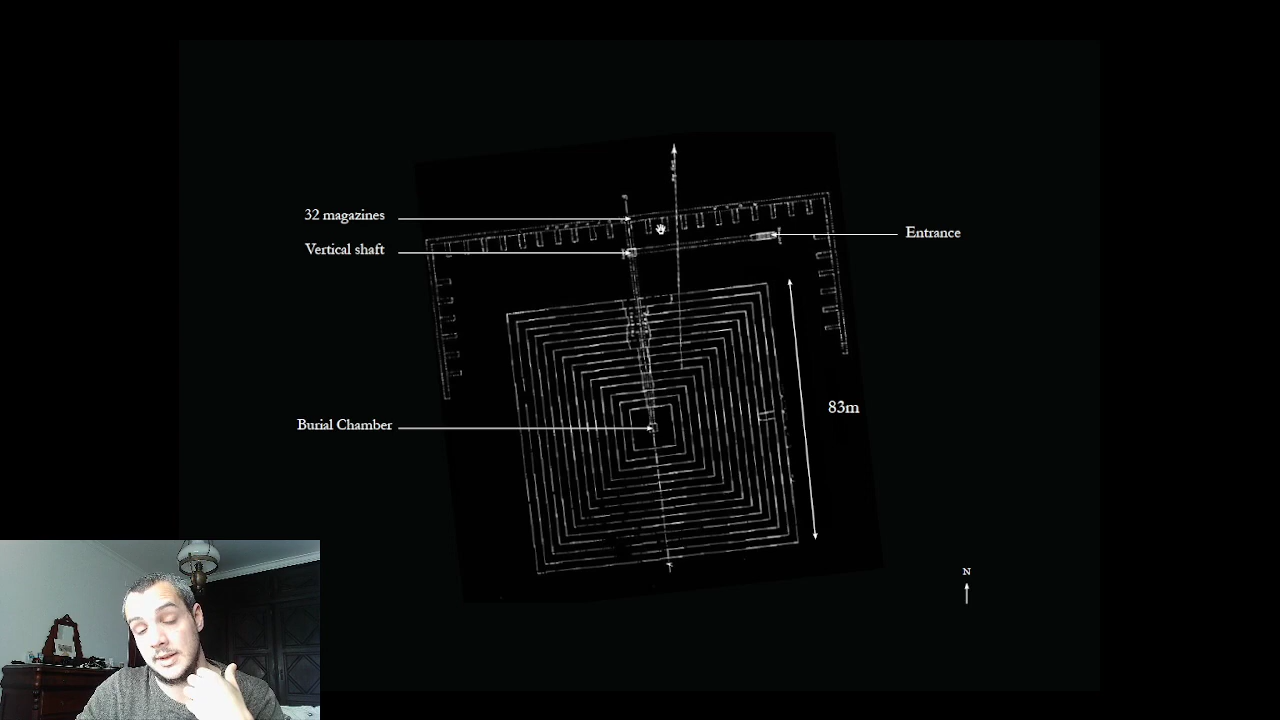 32 magazines
Vertical shaft
Entrance
83m
Burial Chamber
N